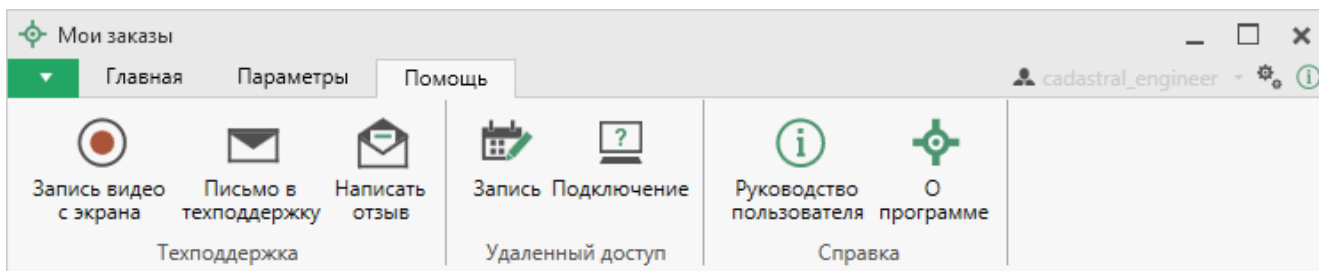 Мои заказы
Главная Параметры Помощь cadastral_engineer
Запись видео с экрана
Письмо в техподдержку
Написать отзыв
Запись
Подключение
Руководство пользователя
О программе
Техподдержка Удаленный доступ Справка